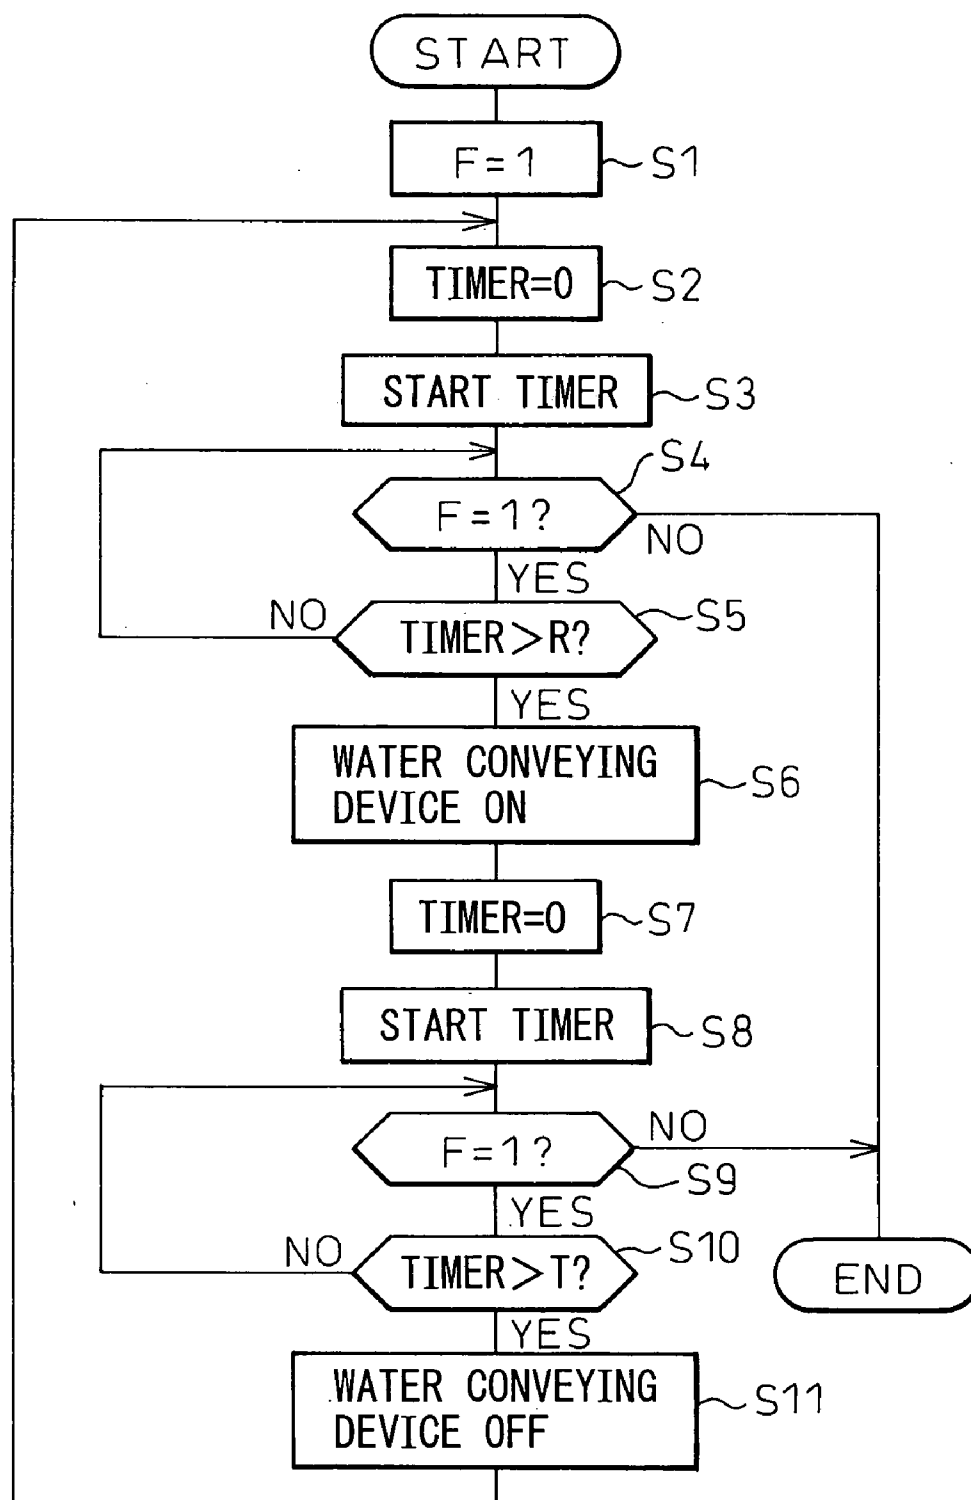 START
F=1 S1
TIMER=0 S2
START TIMER S3
S4
F=1?
NO
YES
NO S5
TIMER>R?
YES
WATER CONVEYING
DEVICE ON
S6
TIMER=0 S7
START TIMER S8
NO
F=1?
S9
YES
NO S10
TIMER>T?
END
YES
WATER CONVEYING
DEVICE OFF
S11